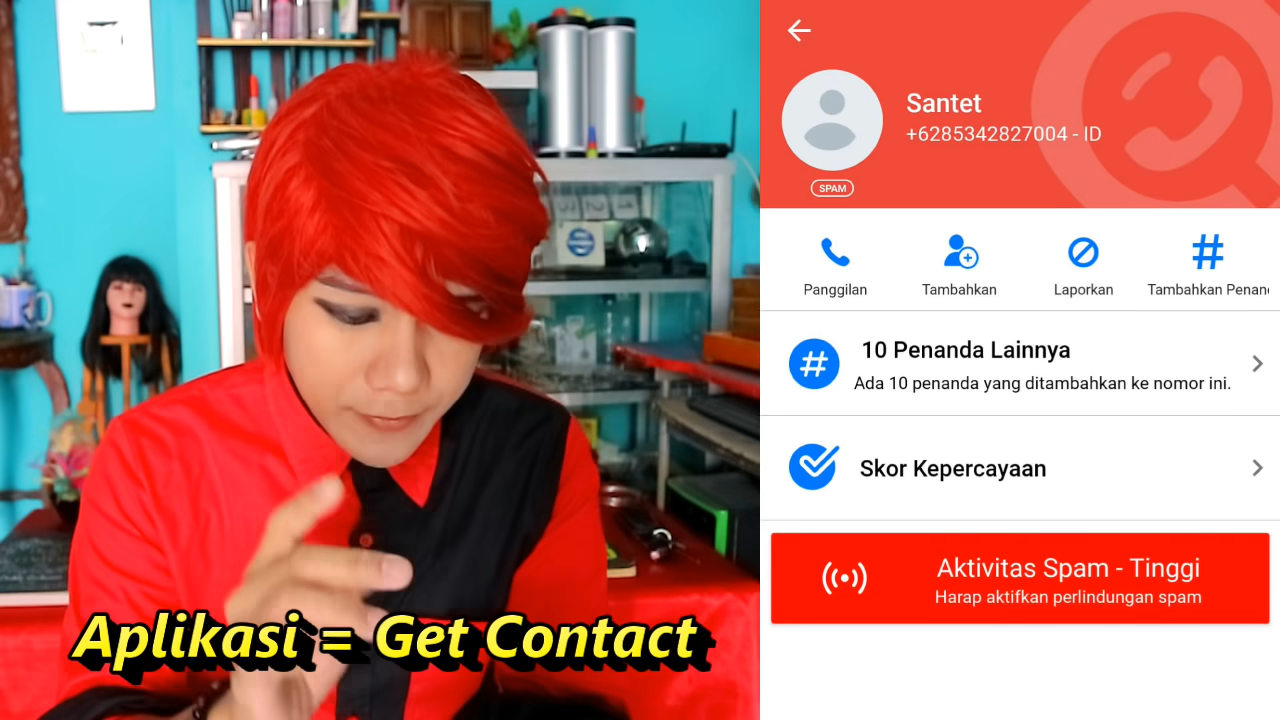 Aplikasi = Get Contact
Santet
+6285342827004 - ID
SPAM
Panggilan
Tambahkan
Laporkan
Tambahkan Penan
10 Penanda Lainnya
Ada 10 penanda yang ditambahkan ke nomor ini.
Skor Kepercayaan
Aktivitas Spam - Tinggi
Harap aktifkan perlindungan spam